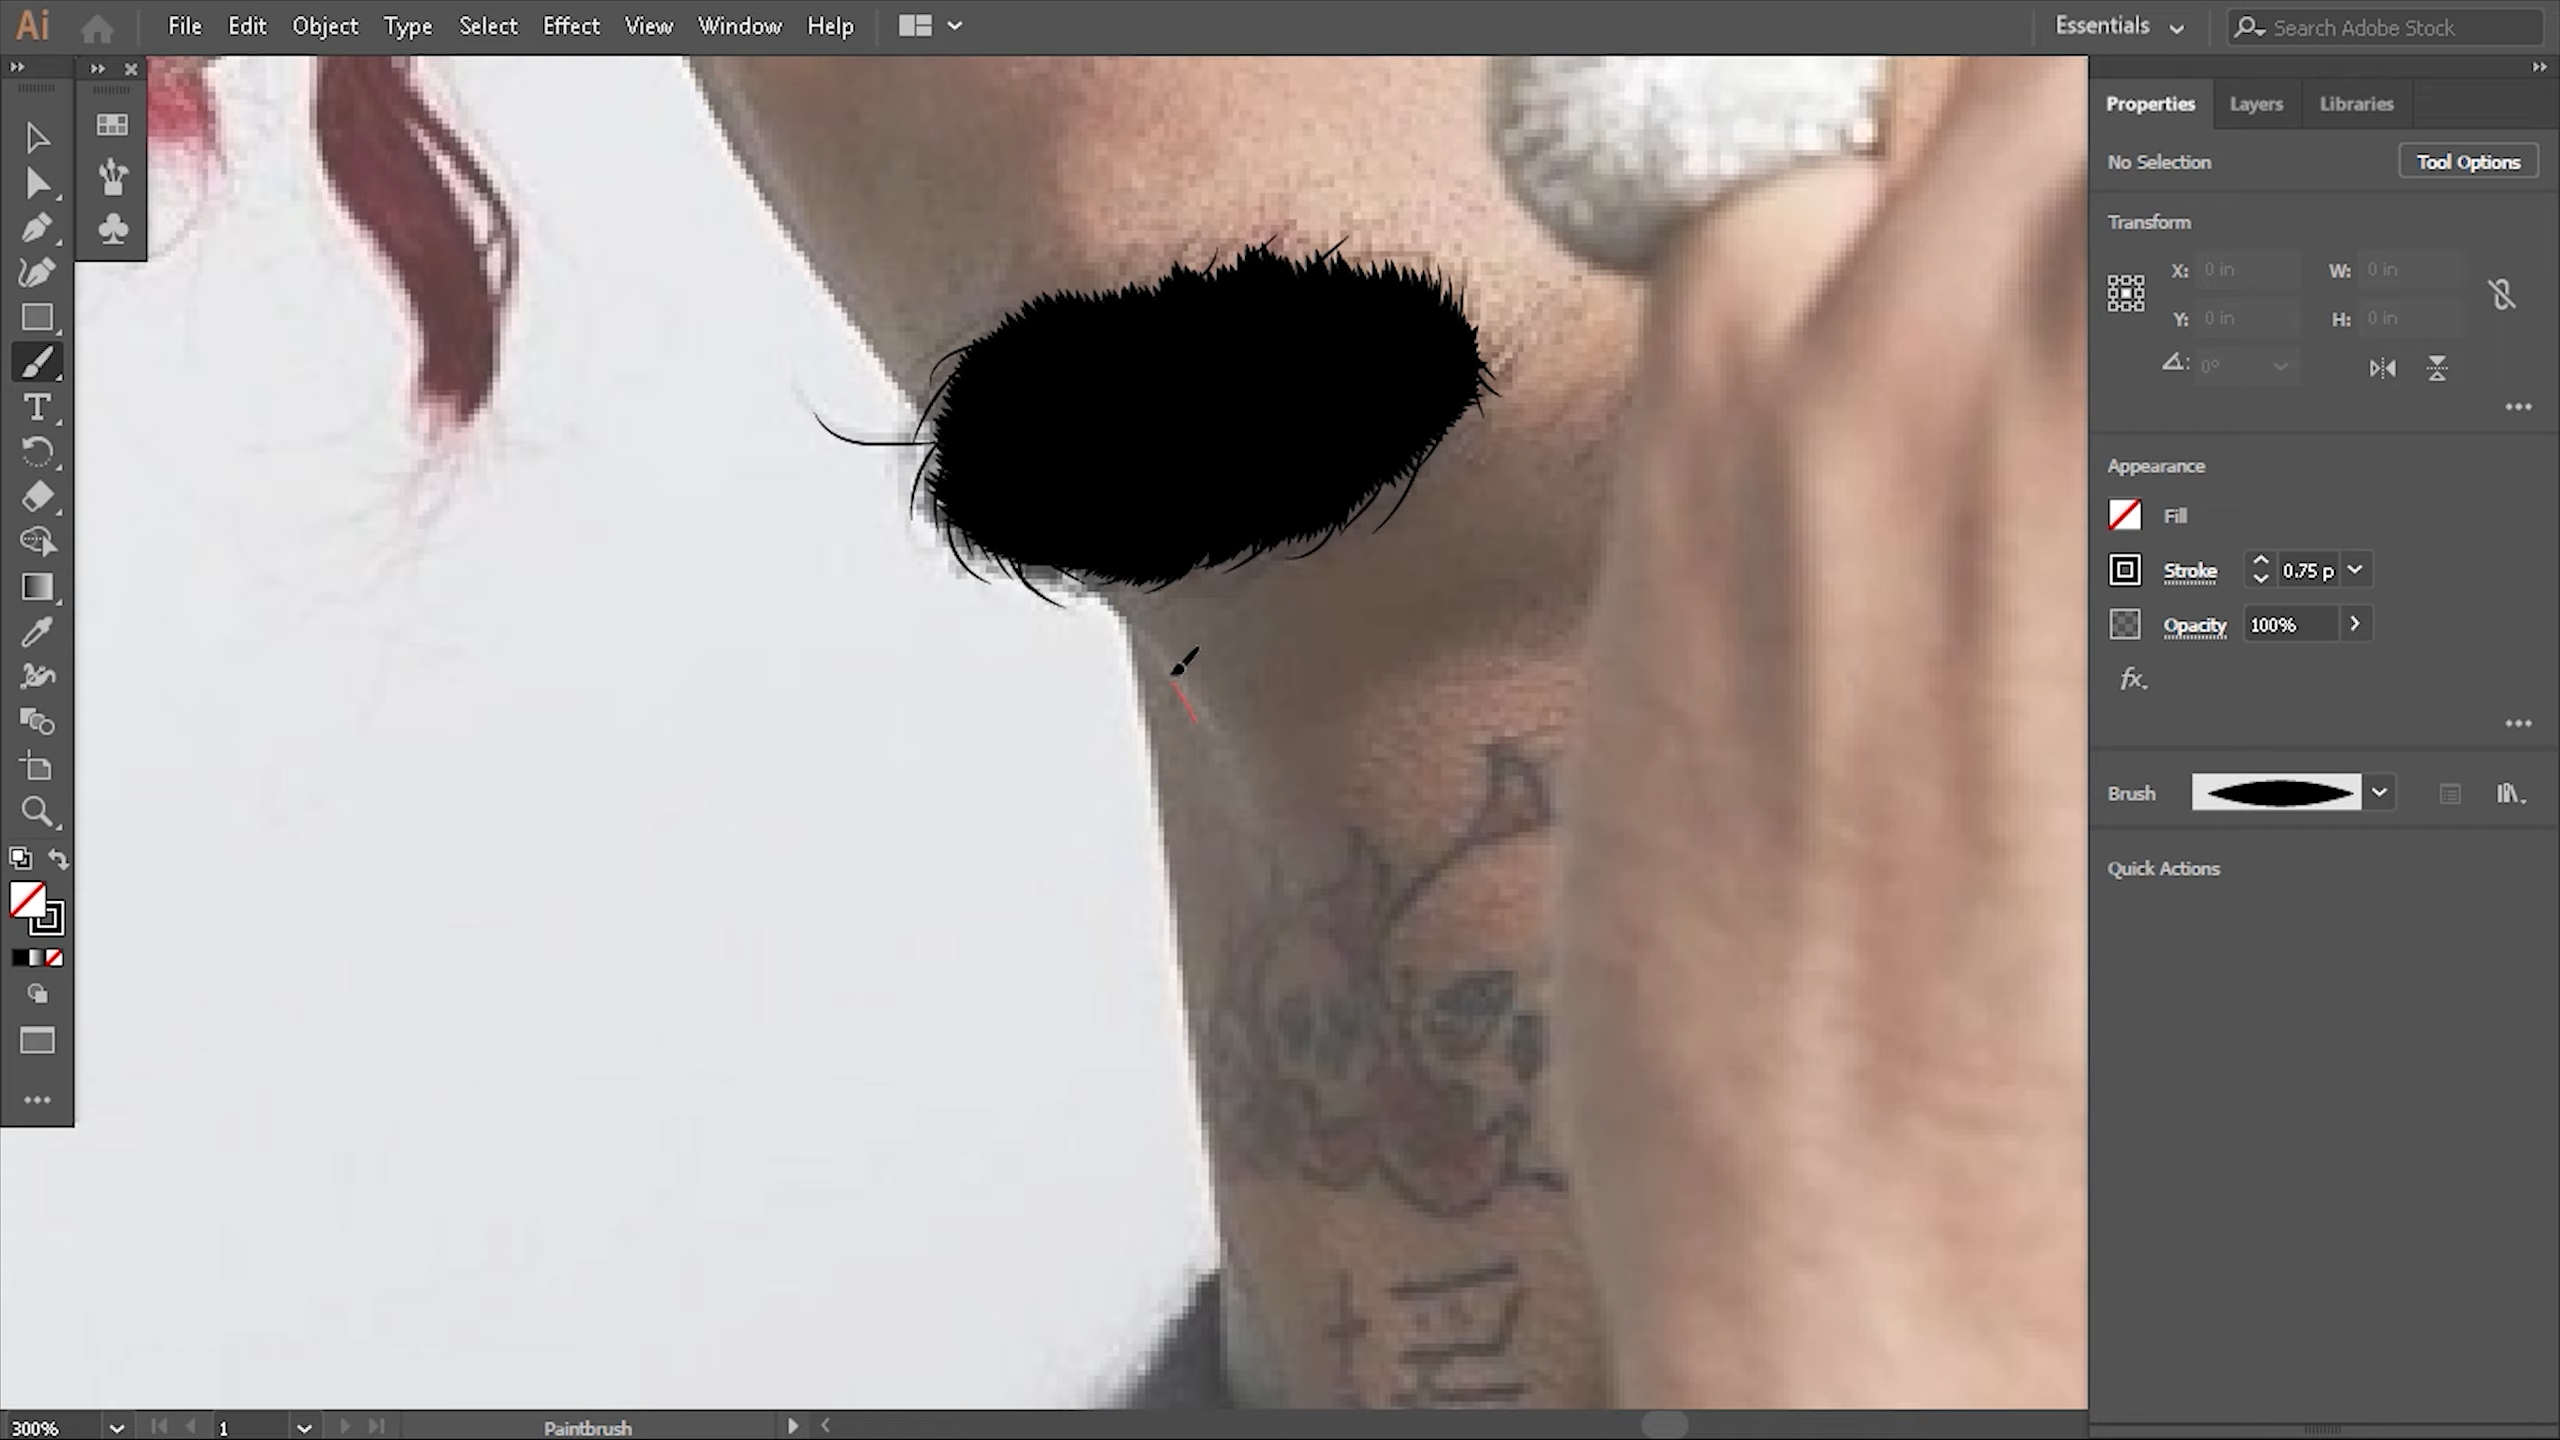 Ai File Edit Object Type Select Effect View Window Help Essentials Search Adobe Stock
Properties Layers Libraries
No Selection Tool Options
Transform
X: 0 in W: 0 in
Y: 0 in H: 0 in
0°
Appearance
Fill
Stroke 0.75 p
Opacity 100%
fx.
Brush
Quick Actions
300% 1 Paintbrush